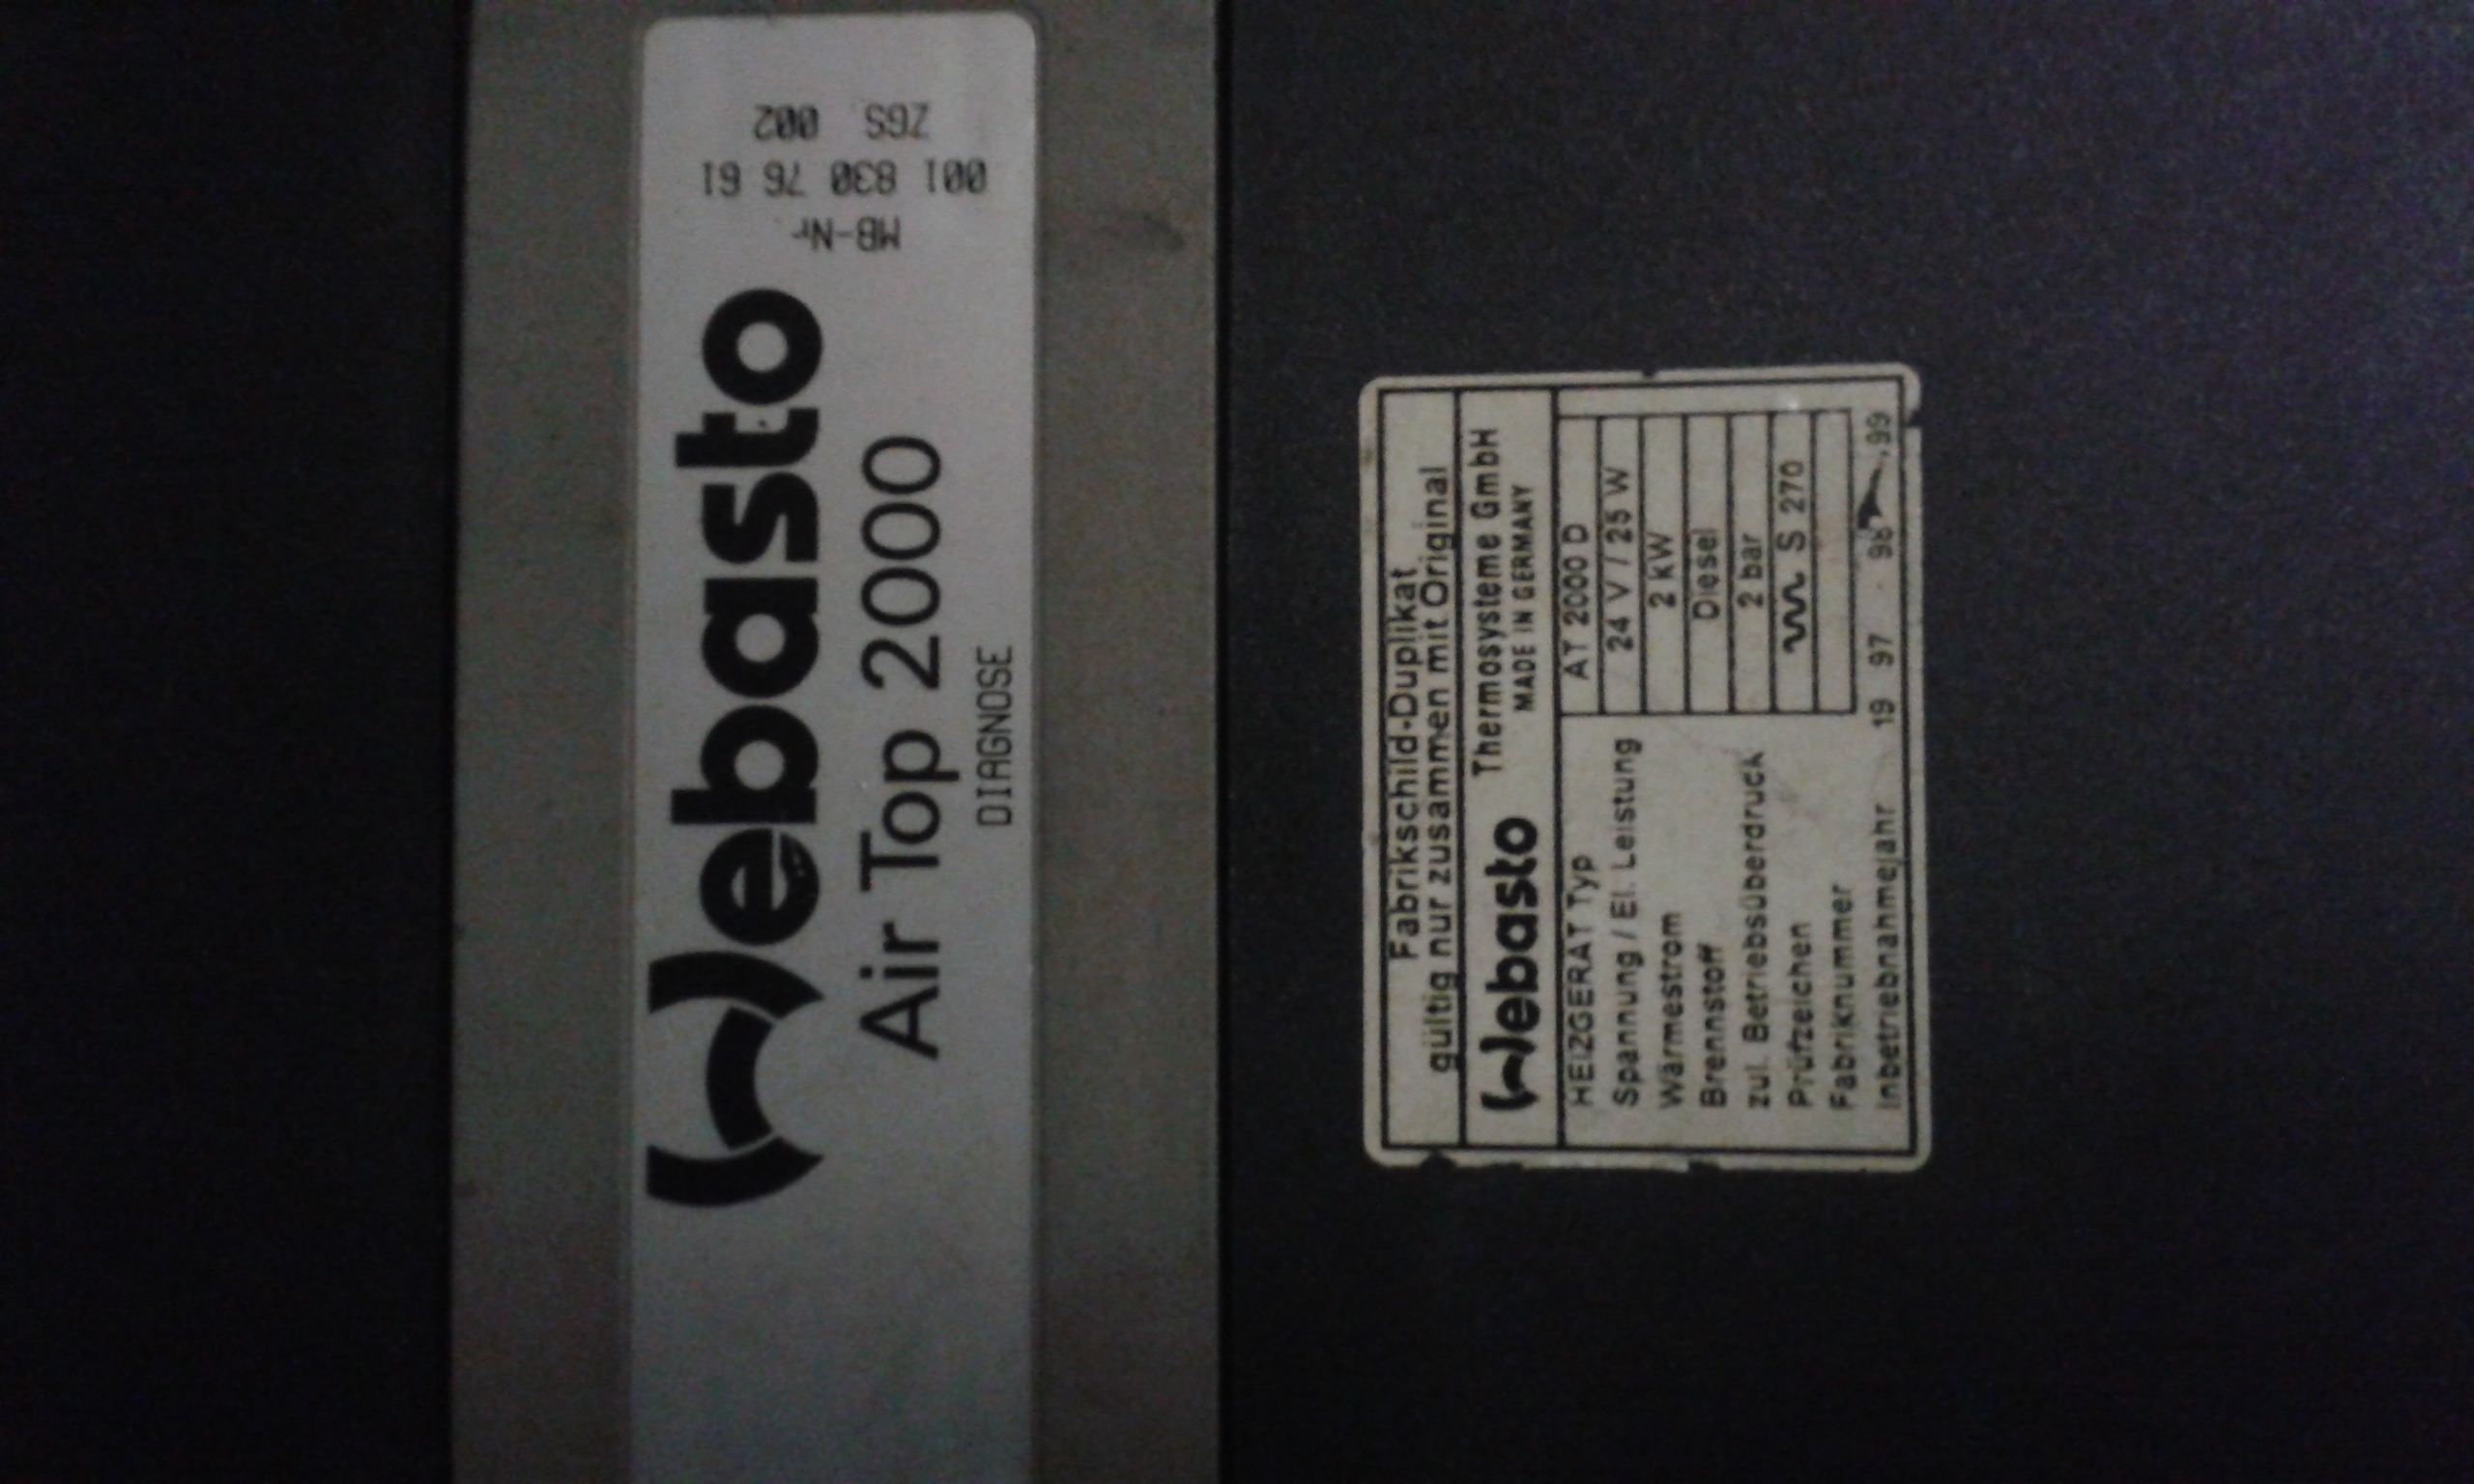 MB-Nr
001 830 76 61
ZGS 002
Webasto
Air Top 2000
DIAGNOSE
Fabrikschild-Duplikat
gültig nur zusammen mit Original
Webasto Thermosysteme GmbH
MADE IN GERMANY
HEIZGERÄT Typ AT 2000 D
Spannung / El. Leistung 24 V / 25 W
Wärmestrom 2 kW
Brennstoff Diesel
zul. Betriebsüberdruck 2 bar
Prüfzeichen S 270
Fabriknummer
Inbetriebnahmejahr 19 97 98 99